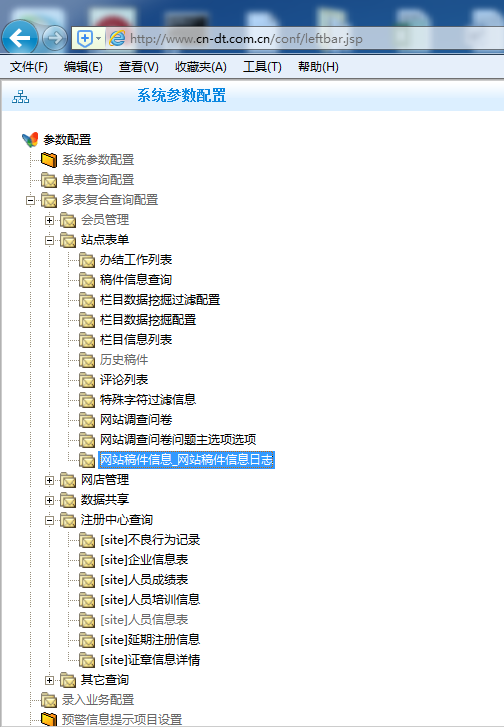 http://www.cn-dt.com.cn/conf/leftbar.jsp
文件(F) 编辑(E) 查看(V) 收藏夹(A) 工具(T) 帮助(H)
系统参数配置
参数配置
系统参数配置
单表查询配置
多表复合查询配置
会员管理
站点表单
办结工作列表
稿件信息查询
栏目数据挖掘过滤配置
栏目数据挖掘配置
栏目信息列表
历史稿件
评论列表
特殊字符过滤信息
网站调查问卷
网站调查问卷问题主选项选项
网站稿件信息_网站稿件信息日志
网店管理
数据共享
注册中心查询
[site]不良行为记录
[site]企业信息表
[site]人员成绩表
[site]人员培训信息
[site]人员信息表
[site]延期注册信息
[site]证章信息详情
其它查询
录入业务配置
预警信息提示项目设置